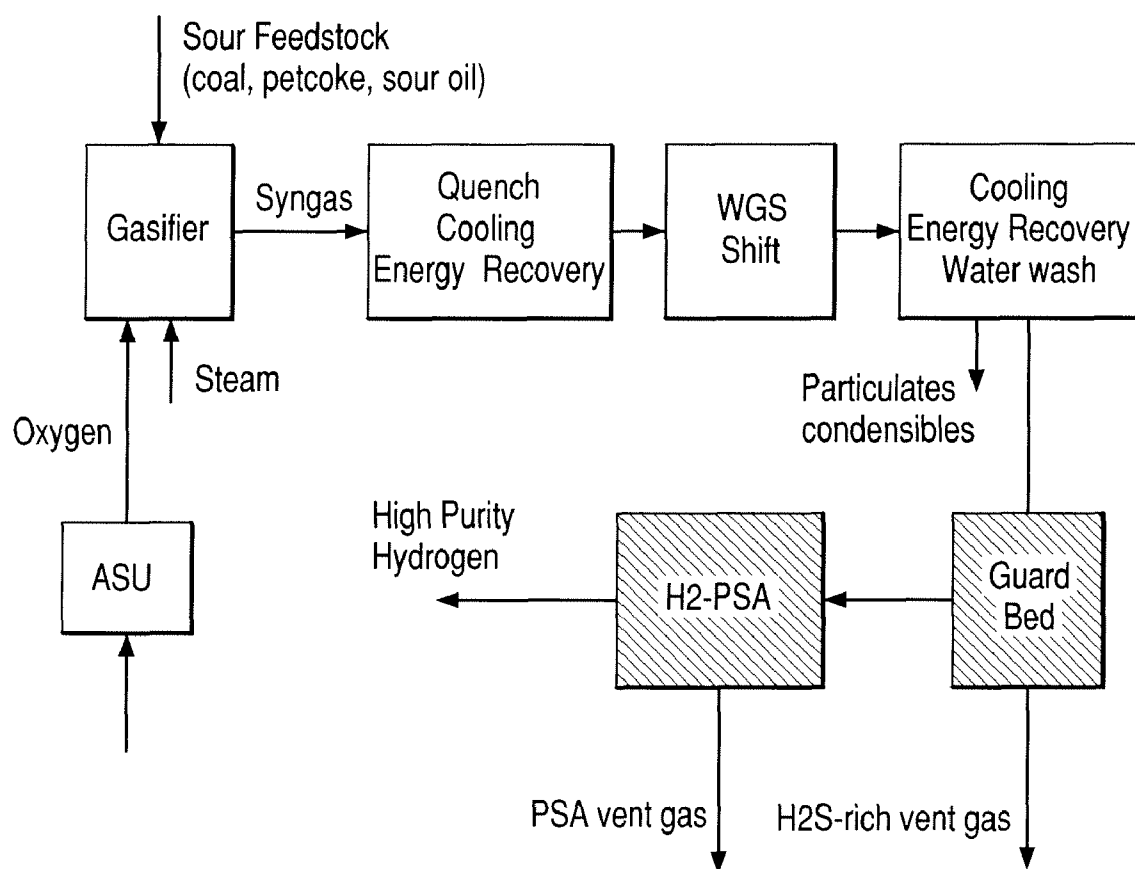 Sour Feedstock
(coal, petcoke, sour oil)
Gasifier
Syngas
Quench
Cooling
Energy Recovery
WGS
Shift
Cooling
Energy Recovery
Water wash
Steam
Oxygen
Particulates
condensibles
ASU
High Purity
Hydrogen
H2-PSA
Guard
Bed
PSA vent gas
H2S-rich vent gas